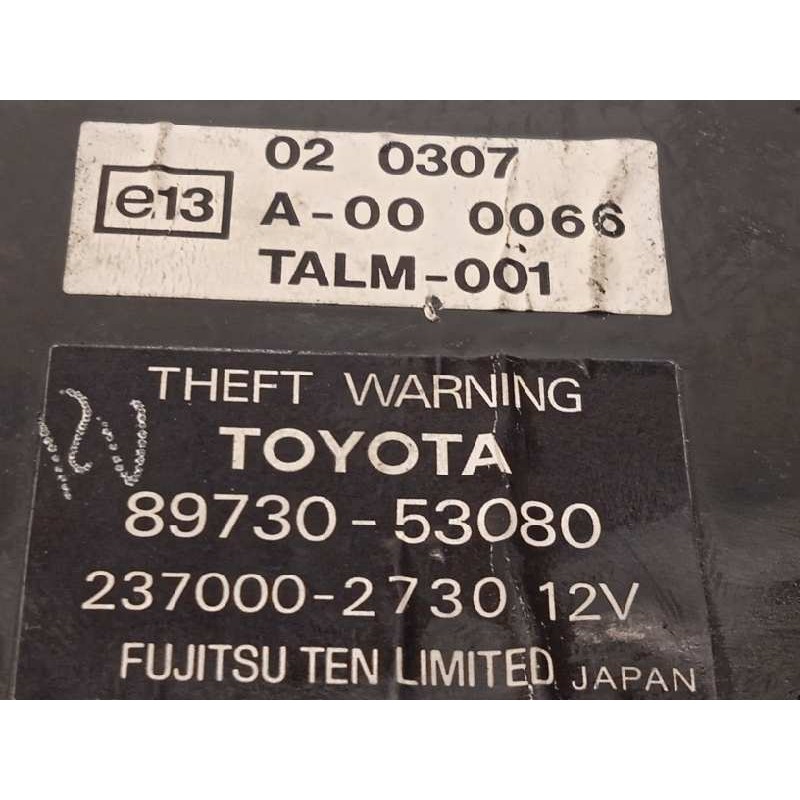 02 0307
e13 A-00 0066
TALM-001
THEFT WARNING
TOYOTA
89730-53080
237000-2730 12V
FUJITSU TEN LIMITED JAPAN